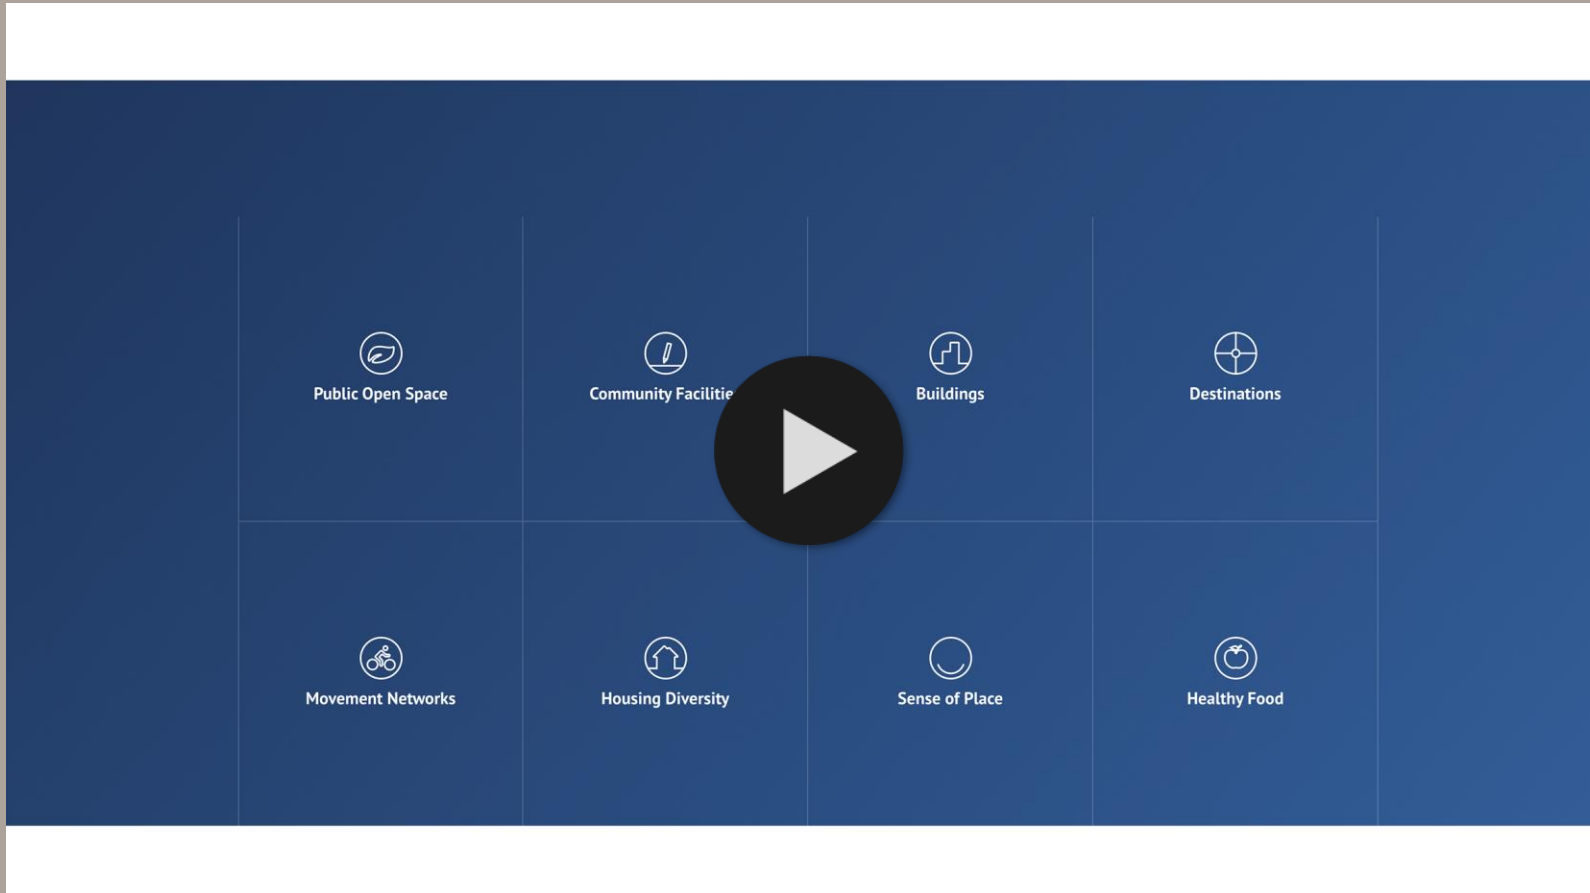 Public Open Space
Community Facilitie
Buildings
Destinations
Movement Networks
Housing Diversity
Sense of Place
Healthy Food